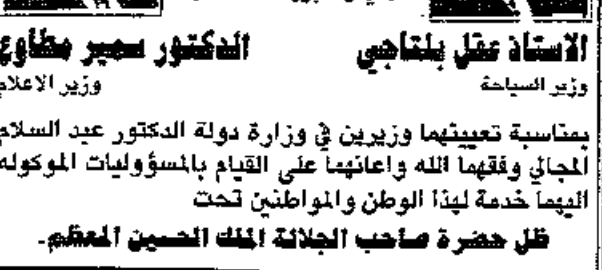 الاستاذ عقل بلتاجي الدكتور سمير مطاوع
وزير السياحة وزير الاعلام
بمناسبة تعيينهما وزيرين في وزارة دولة الدكتور عبد السلام
المجالي وفقهما الله واعانهما على القيام بالمسؤوليات الموكوله
اليهما خدمة لهذا الوطن والمواطنين تحت
ظل حضرة صاحب الجلالة الملك الحسين المعظم.